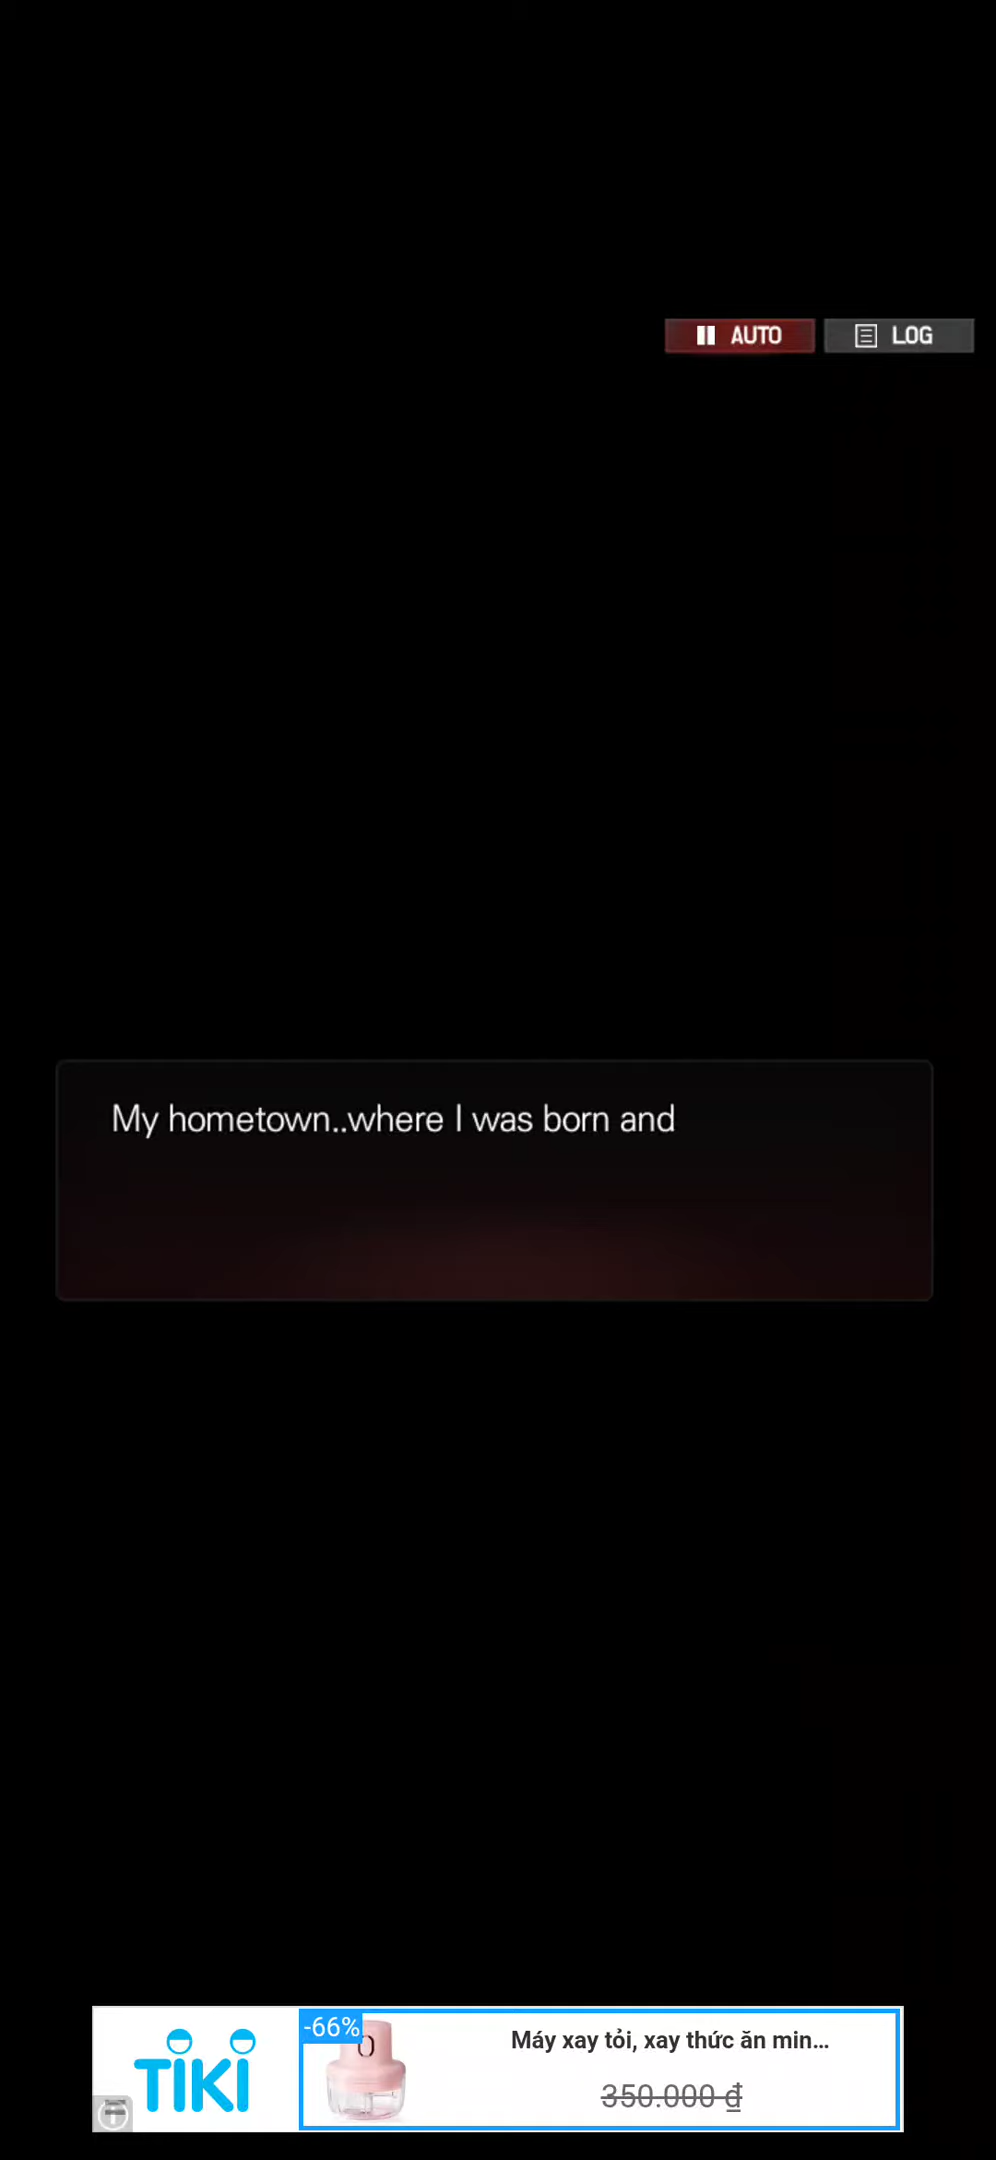 AUTO
LOG
My hometown..where I was born and
TIKI
-66%
Máy xay tỏi, xay thức ăn min...
350.000 ₫